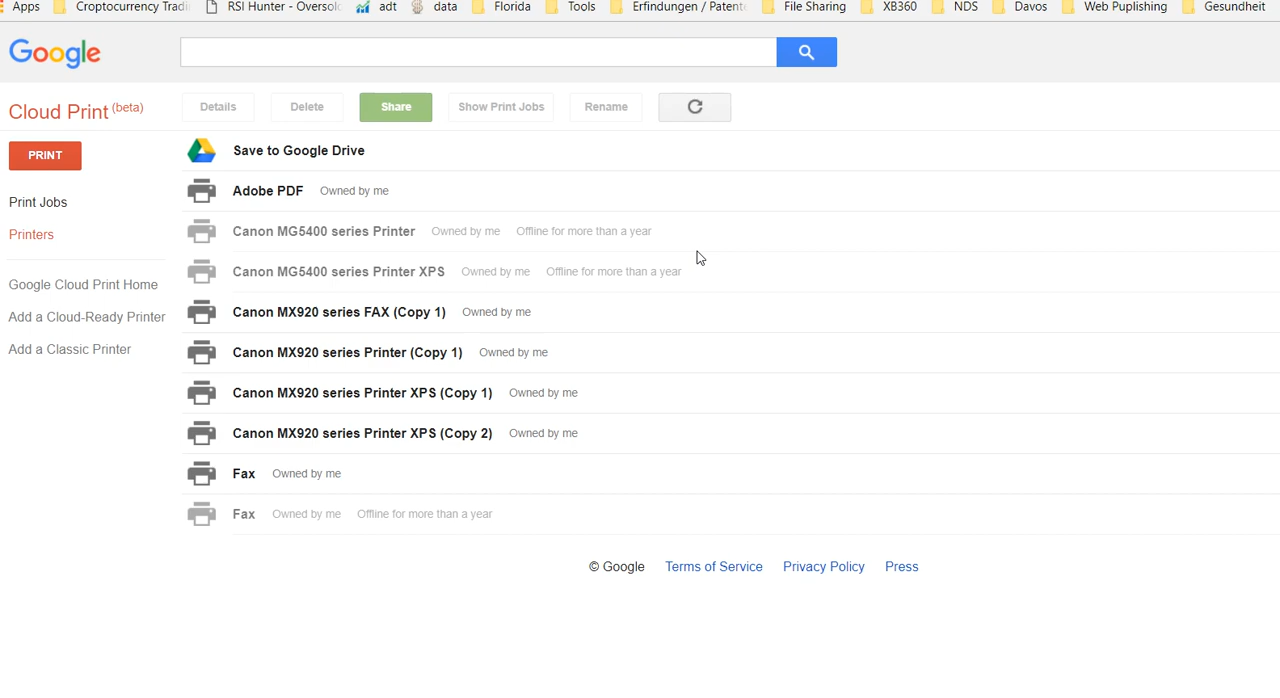 Apps Cryptocurrency Tradi RSI Hunter - Oversol adt data Florida Tools Erfindungen / Patent File Sharing XB360 NDS Davos Web Puplishing Gesundheit
Google
Cloud Print (beta) Details Delete Share Show Print Jobs Rename
PRINT
Print Jobs
Printers
Google Cloud Print Home
Add a Cloud-Ready Printer
Add a Classic Printer
Save to Google Drive
Adobe PDF Owned by me
Canon MG5400 series Printer Owned by me Offline for more than a year
Canon MG5400 series Printer XPS Owned by me Offline for more than a year
Canon MX920 series FAX (Copy 1) Owned by me
Canon MX920 series Printer (Copy 1) Owned by me
Canon MX920 series Printer XPS (Copy 1) Owned by me
Canon MX920 series Printer XPS (Copy 2) Owned by me
Fax Owned by me
Fax Owned by me Offline for more than a year
© Google Terms of Service Privacy Policy Press